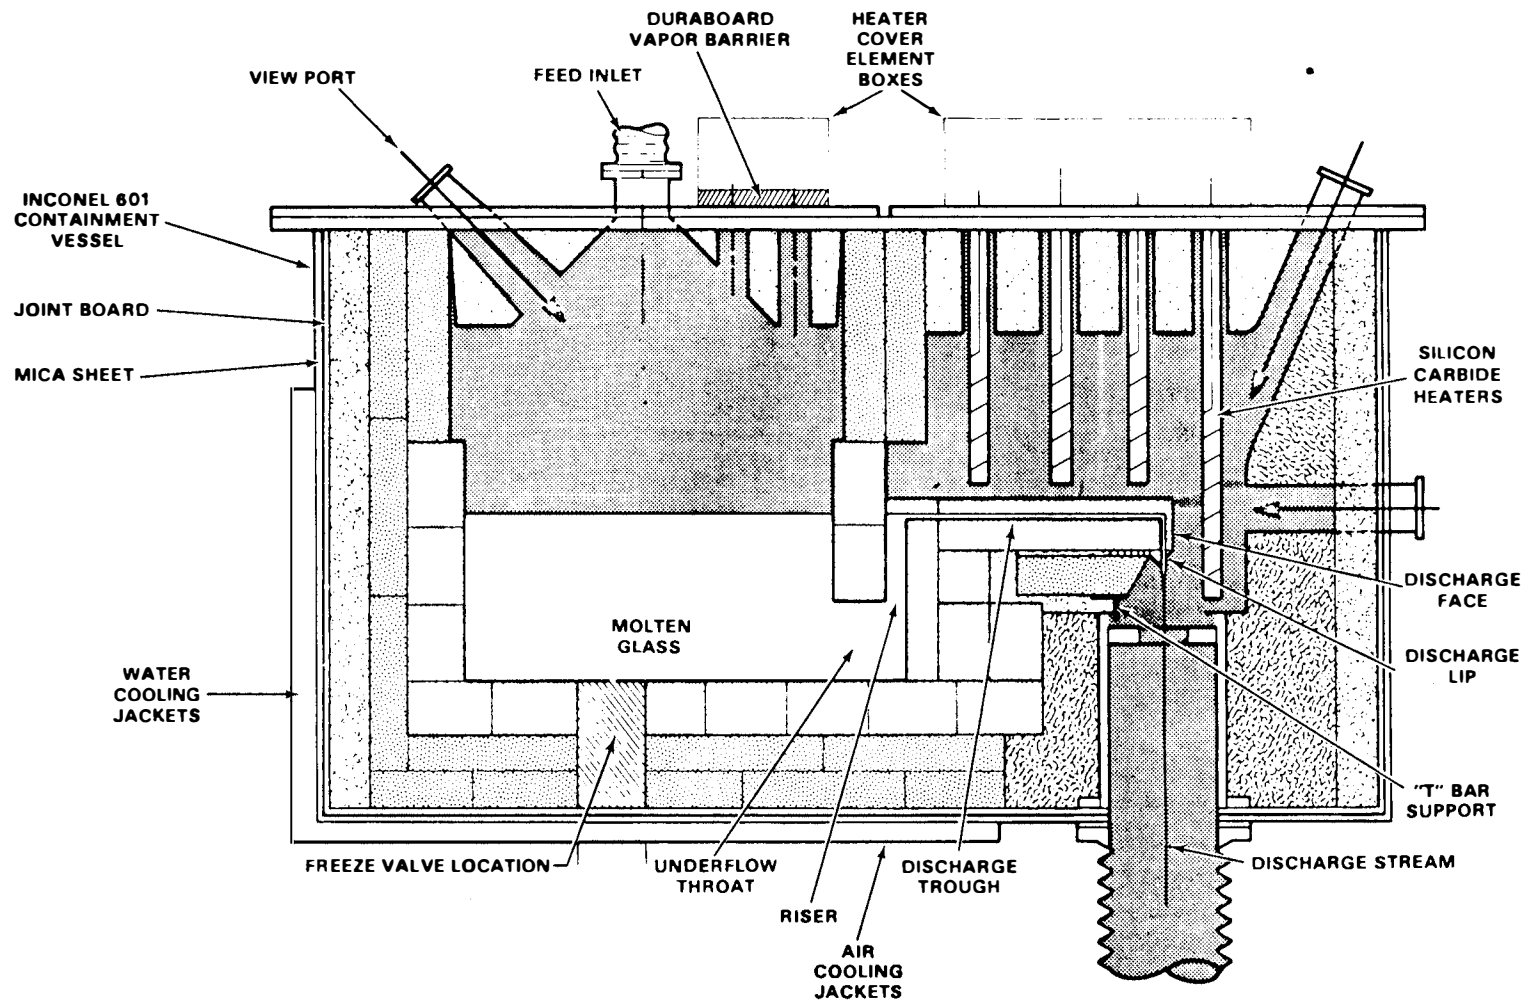 DURABOARD
VAPOR BARRIER
HEATER
COVER
ELEMENT
BOXES
VIEW PORT
FEED INLET
INCONEL 601
CONTAINMENT
VESSEL
JOINT BOARD
MICA SHEET
SILICON
CARBIDE
HEATERS
DISCHARGE
FACE
MOLTEN
GLASS
DISCHARGE
LIP
WATER
COOLING
JACKETS
"T" BAR
SUPPORT
FREEZE VALVE LOCATION
UNDERFLOW
THROAT
DISCHARGE
TROUGH
DISCHARGE STREAM
RISER
AIR
COOLING
JACKETS